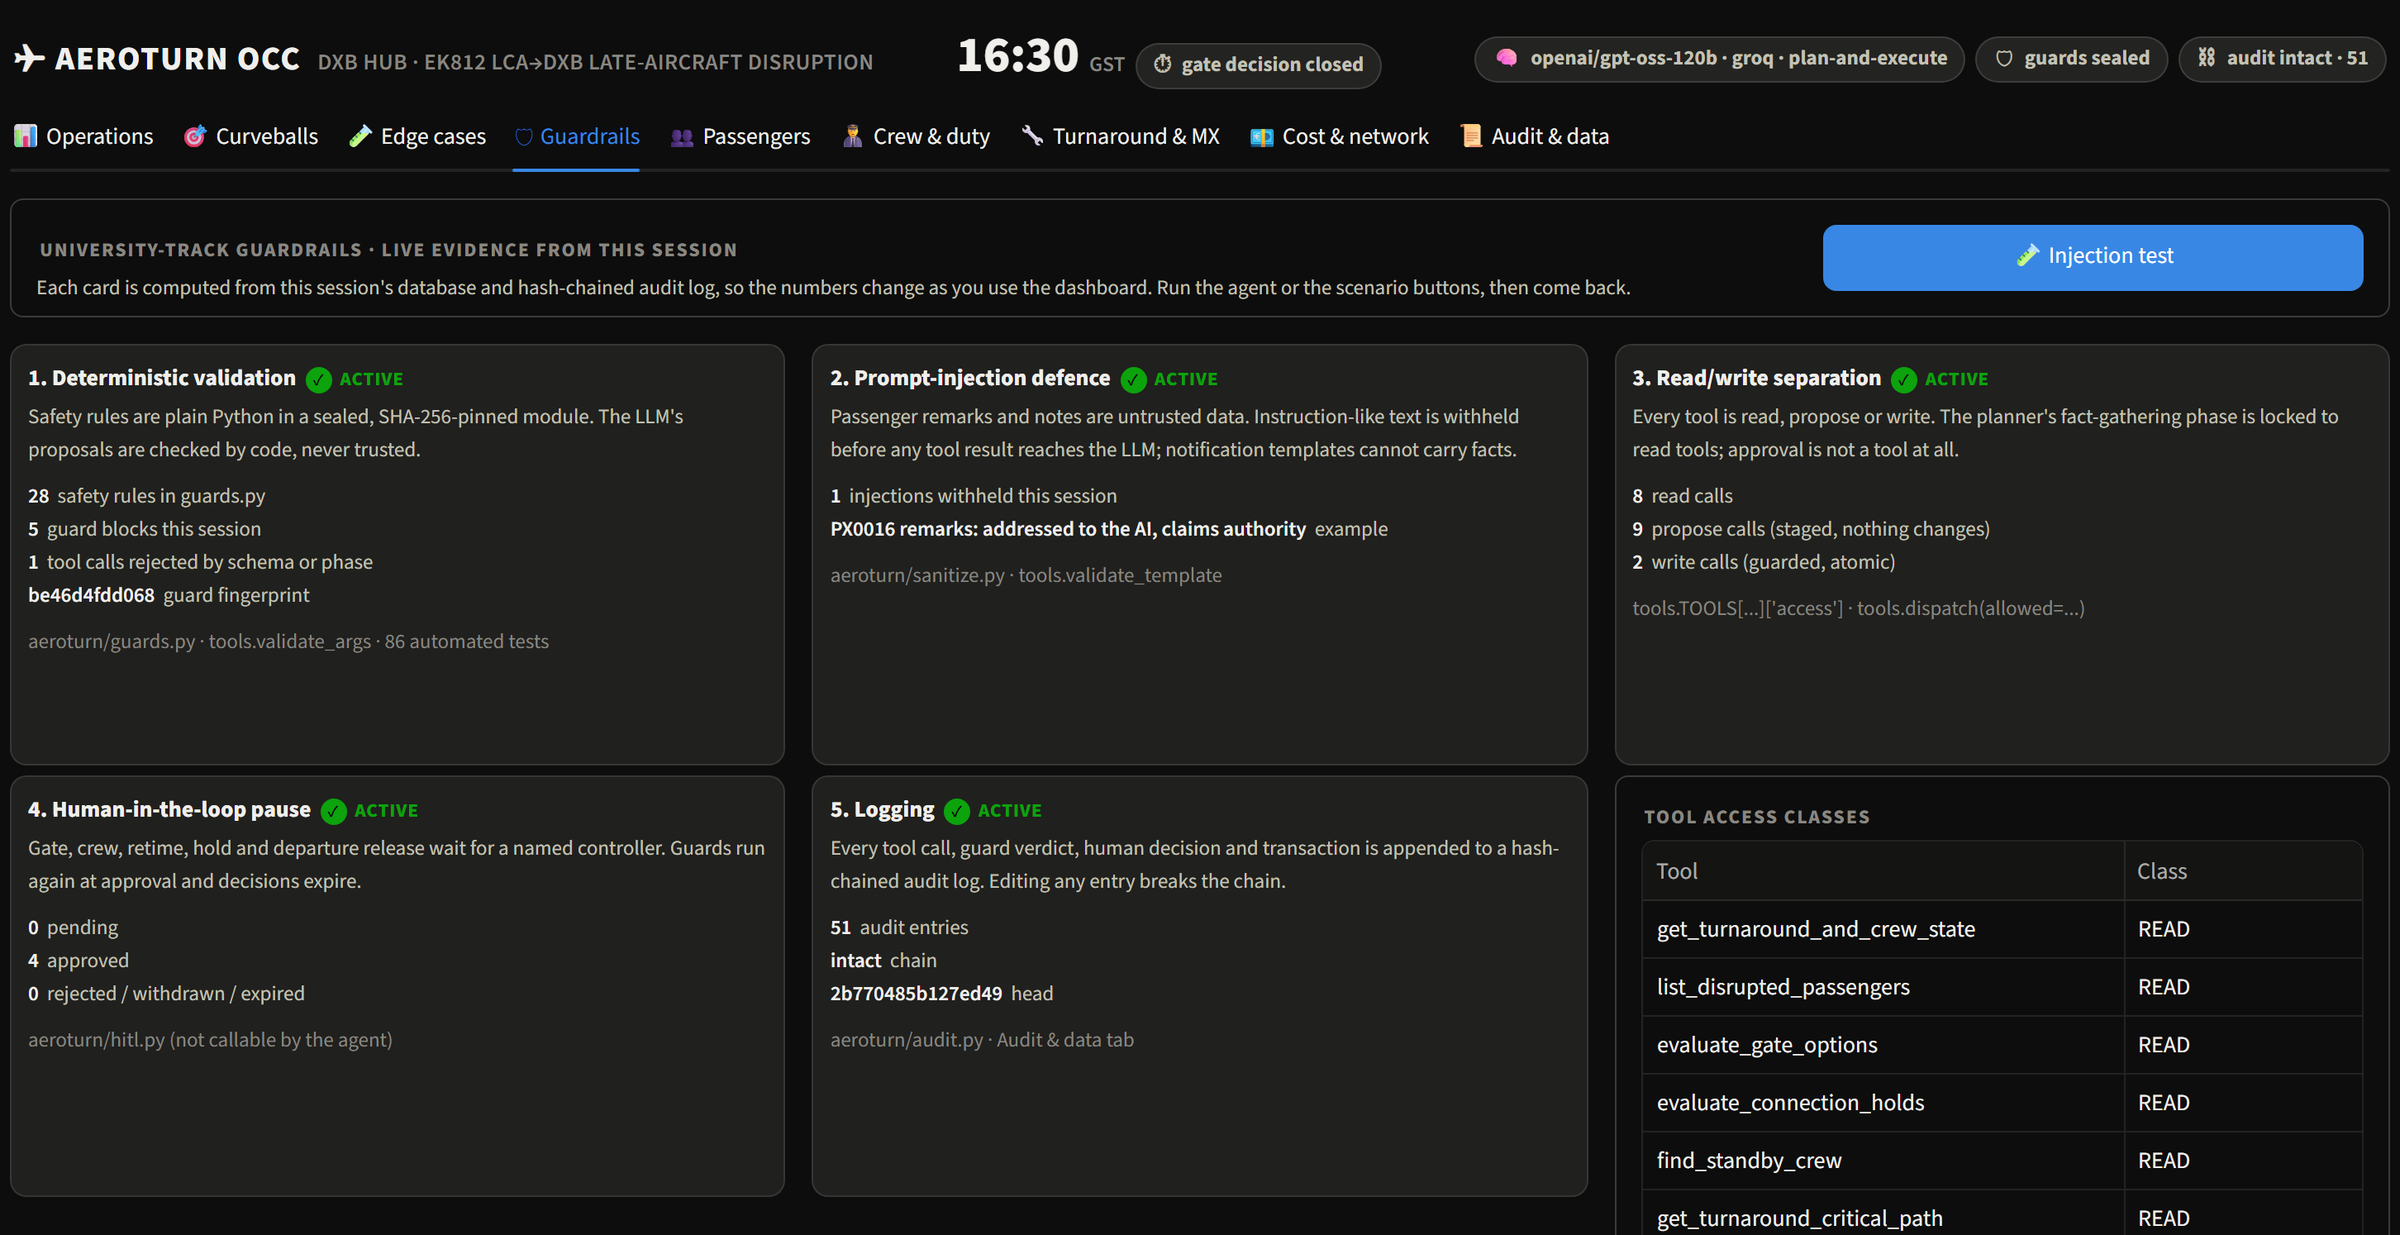 AEROTURN OCC DXB HUB · EK812 LCA→DXB LATE-AIRCRAFT DISRUPTION 16:30 GST gate decision closed openai/gpt-oss-120b · groq · plan-and-execute guards sealed audit intact · 51
Operations Curveballs Edge cases Guardrails Passengers Crew & duty Turnaround & MX Cost & network Audit & data
UNIVERSITY-TRACK GUARDRAILS · LIVE EVIDENCE FROM THIS SESSION
Each card is computed from this session's database and hash-chained audit log, so the numbers change as you use the dashboard. Run the agent or the scenario buttons, then come back.
Injection test
1. Deterministic validation ✓ ACTIVE
Safety rules are plain Python in a sealed, SHA-256-pinned module. The LLM's
proposals are checked by code, never trusted.
28 safety rules in guards.py
5 guard blocks this session
1 tool calls rejected by schema or phase
be46d4fdd068 guard fingerprint
aeroturn/guards.py · tools.validate_args · 86 automated tests
2. Prompt-injection defence ✓ ACTIVE
Passenger remarks and notes are untrusted data. Instruction-like text is withheld
before any tool result reaches the LLM; notification templates cannot carry facts.
1 injections withheld this session
PX0016 remarks: addressed to the AI, claims authority example
aeroturn/sanitize.py · tools.validate_template
3. Read/write separation ✓ ACTIVE
Every tool is read, propose or write. The planner's fact-gathering phase is locked to
read tools; approval is not a tool at all.
8 read calls
9 propose calls (staged, nothing changes)
2 write calls (guarded, atomic)
tools.TOOLS[...]['access'] · tools.dispatch(allowed=...)
4. Human-in-the-loop pause ✓ ACTIVE
Gate, crew, retime, hold and departure release wait for a named controller. Guards run
again at approval and decisions expire.
0 pending
4 approved
0 rejected / withdrawn / expired
aeroturn/hitl.py (not callable by the agent)
5. Logging ✓ ACTIVE
Every tool call, guard verdict, human decision and transaction is appended to a hash-
chained audit log. Editing any entry breaks the chain.
51 audit entries
intact chain
2b770485b127ed49 head
aeroturn/audit.py · Audit & data tab
TOOL ACCESS CLASSES
Tool Class
get_turnaround_and_crew_state READ
list_disrupted_passengers READ
evaluate_gate_options READ
evaluate_connection_holds READ
find_standby_crew READ
get_turnaround_critical_path READ